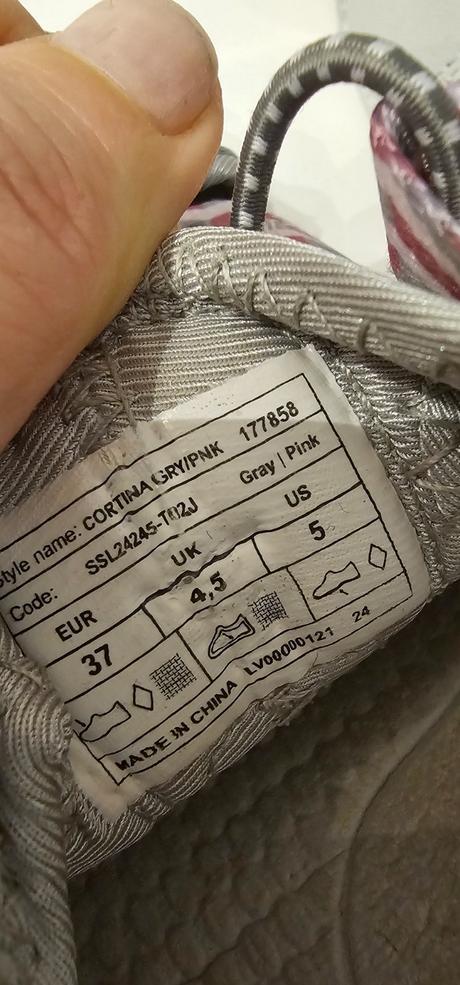 Style name: CORTINA GRY/PNK 177858
Code: SSL24245-T02J Gray | Pink
EUR UK US
37 4,5 5
MADE IN CHINA LV00000121 24